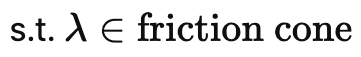 s.t. λ ∈ friction cone